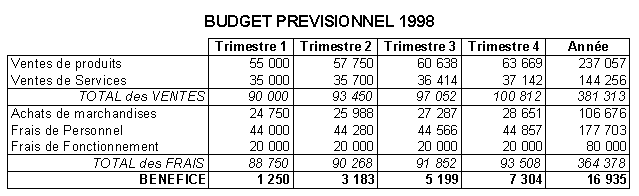 BUDGET PREVISIONNEL 1998
Trimestre 1 Trimestre 2 Trimestre 3 Trimestre 4 Année
Ventes de produits 55 000 57 750 60 638 63 669 237 057
Ventes de Services 35 000 35 700 36 414 37 142 144 256
TOTAL des VENTES 90 000 93 450 97 052 100 812 381 313
Achats de marchandises 24 750 25 988 27 287 28 651 106 676
Frais de Personnel 44 000 44 280 44 566 44 857 177 703
Frais de Fonctionnement 20 000 20 000 20 000 20 000 80 000
TOTAL des FRAIS 88 750 90 268 91 852 93 508 364 378
BENEFICE 1 250 3 183 5 199 7 304 16 935